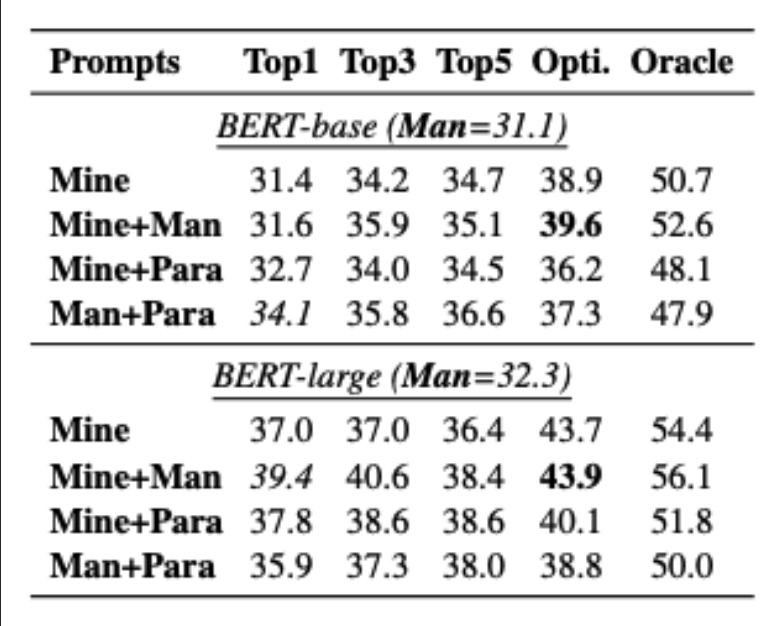 Prompts Top1 Top3 Top5 Opti. Oracle
BERT-base (Man=31.1)
Mine 31.4 34.2 34.7 38.9 50.7
Mine+Man 31.6 35.9 35.1 39.6 52.6
Mine+Para 32.7 34.0 34.5 36.2 48.1
Man+Para 34.1 35.8 36.6 37.3 47.9
BERT-large (Man=32.3)
Mine 37.0 37.0 36.4 43.7 54.4
Mine+Man 39.4 40.6 38.4 43.9 56.1
Mine+Para 37.8 38.6 38.6 40.1 51.8
Man+Para 35.9 37.3 38.0 38.8 50.0